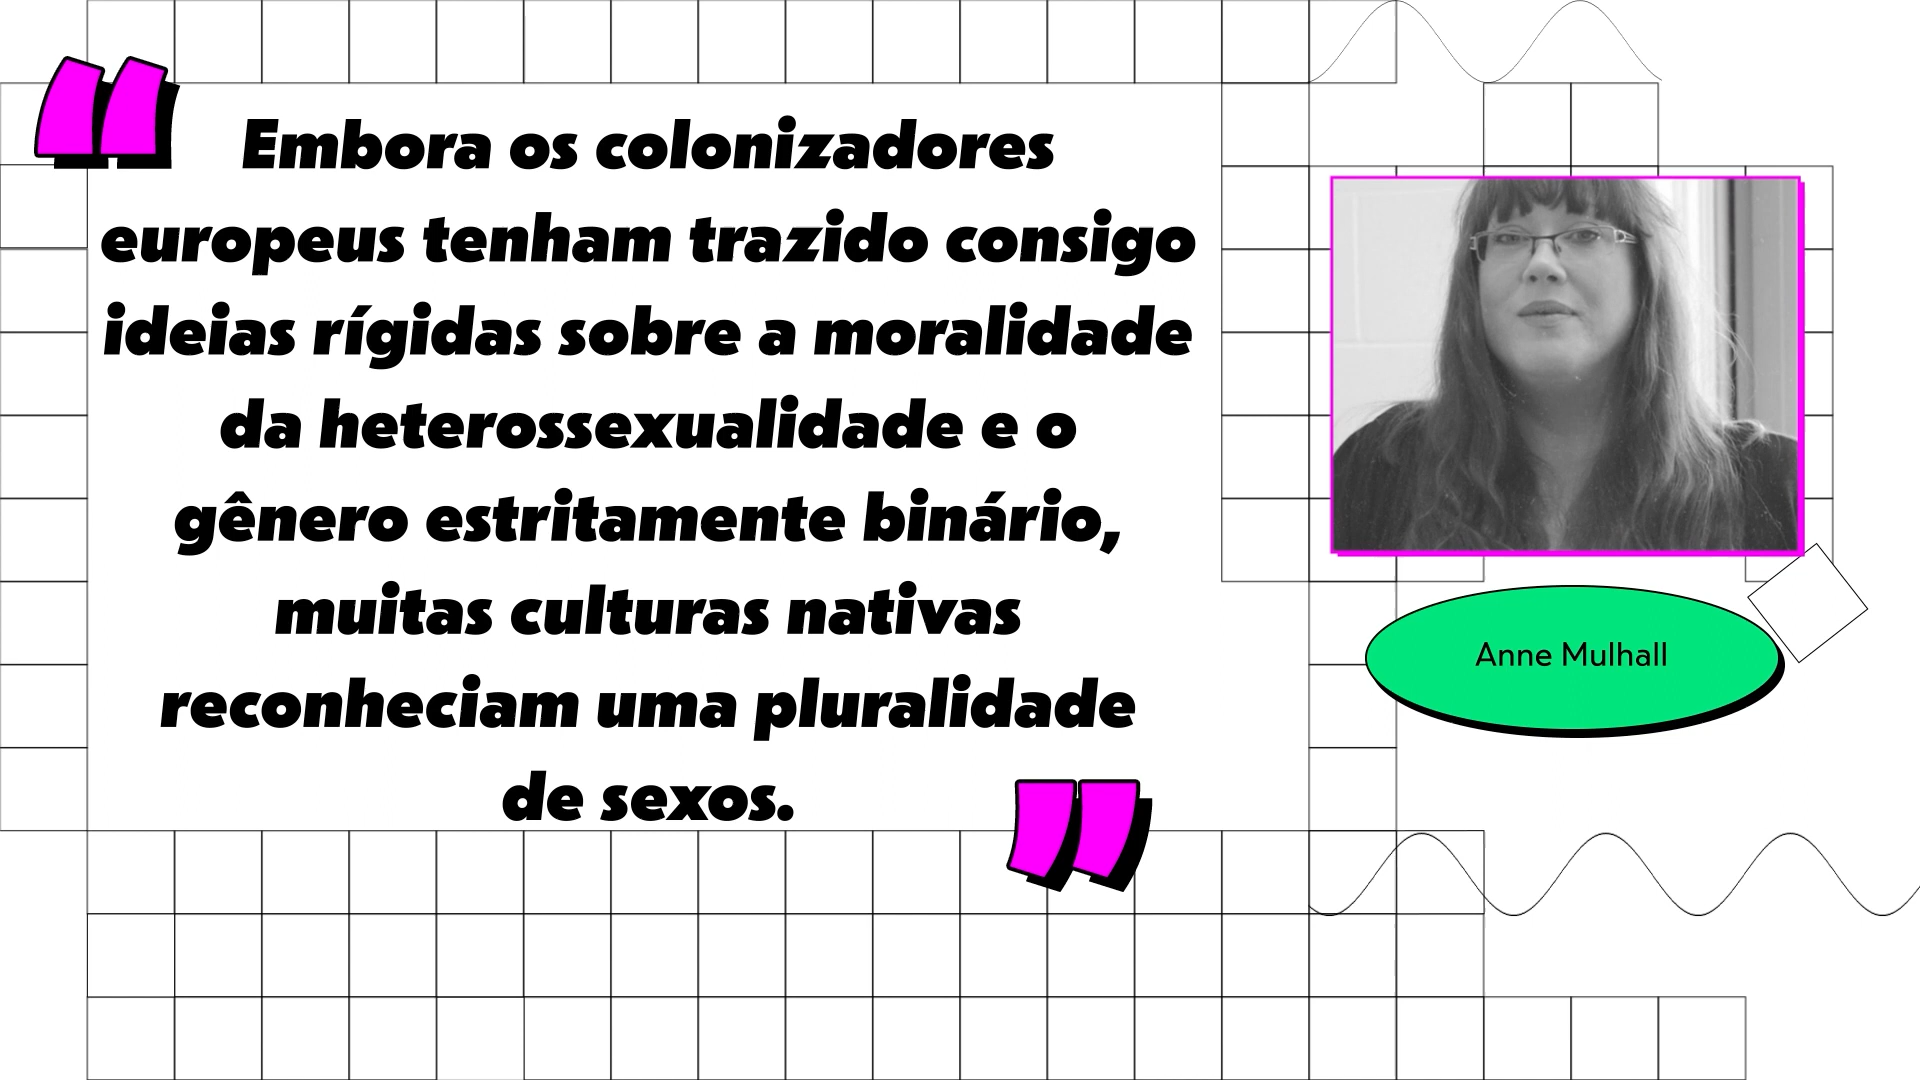 Embora os colonizadores
europeus tenham trazido consigo
ideias rígidas sobre a moralidade
da heterossexualidade e o
gênero estritamente binário,
muitas culturas nativas
reconheciam uma pluralidade
de sexos.
Anne Mulhall